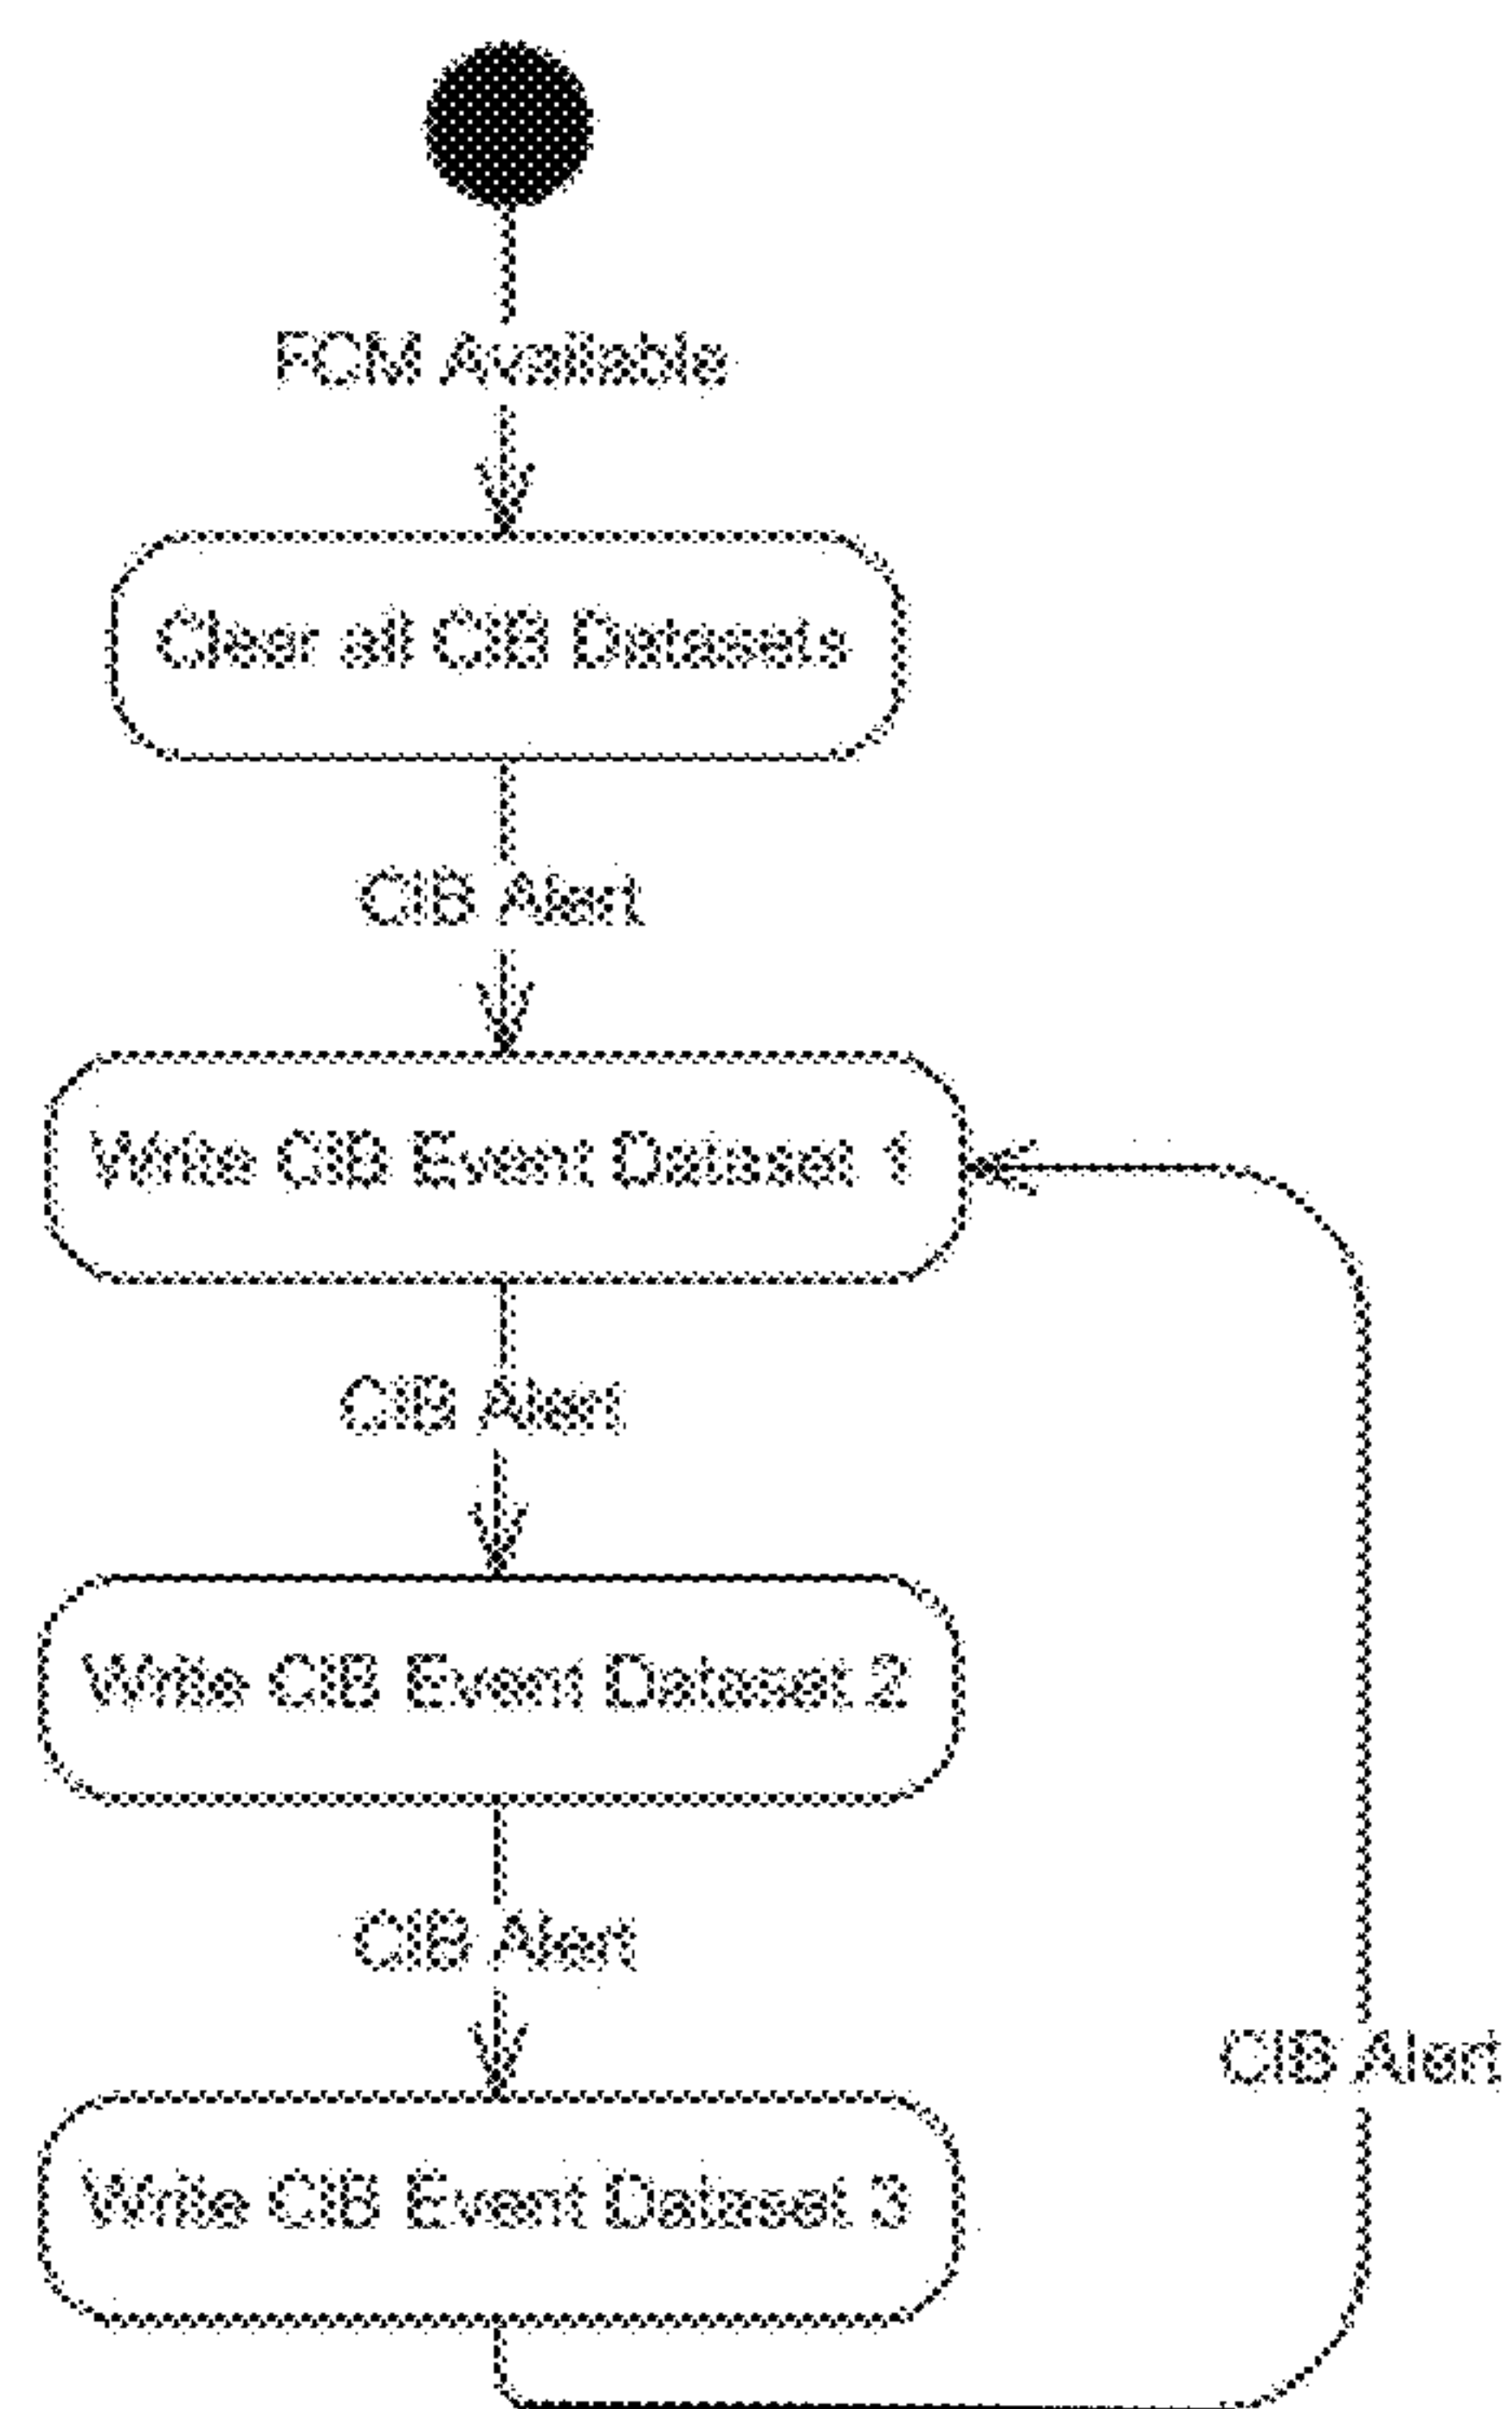 FCM Available
Clear all CIB Datasets
CIB Alert
Write CIB Event Dataset 1
CIB Alert
Write CIB Event Dataset 2
CIB Alert
CIB Alert
Write CIB Event Dataset 3